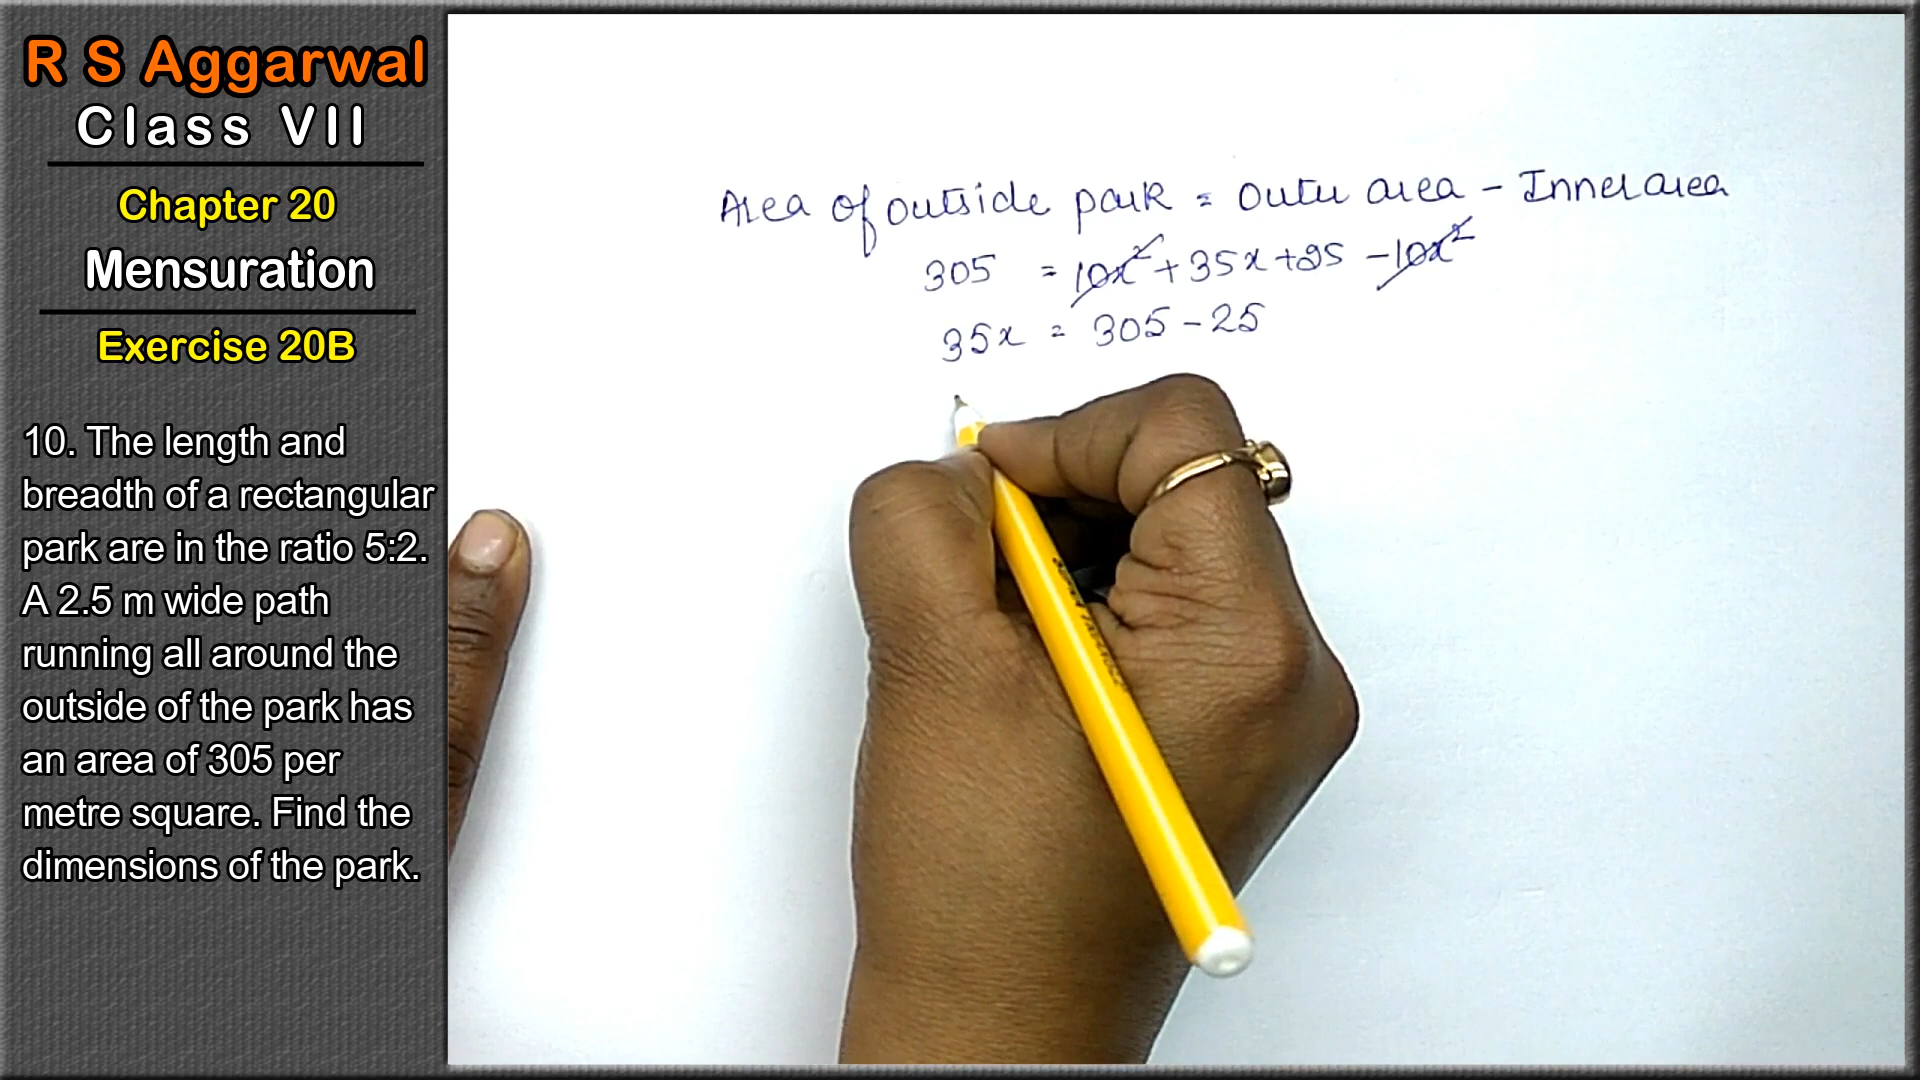 R S Aggarwal
Class VII
Chapter 20
Mensuration
Exercise 20B
10. The length and
breadth of a rectangular
park are in the ratio 5:2.
A 2.5 m wide path
running all around the
outside of the park has
an area of 305 per
metre square. Find the
dimensions of the park.
Area of outside park = outer area - Inner area
305 = 10x² + 35x + 25 - 10x²
35x = 305 - 25